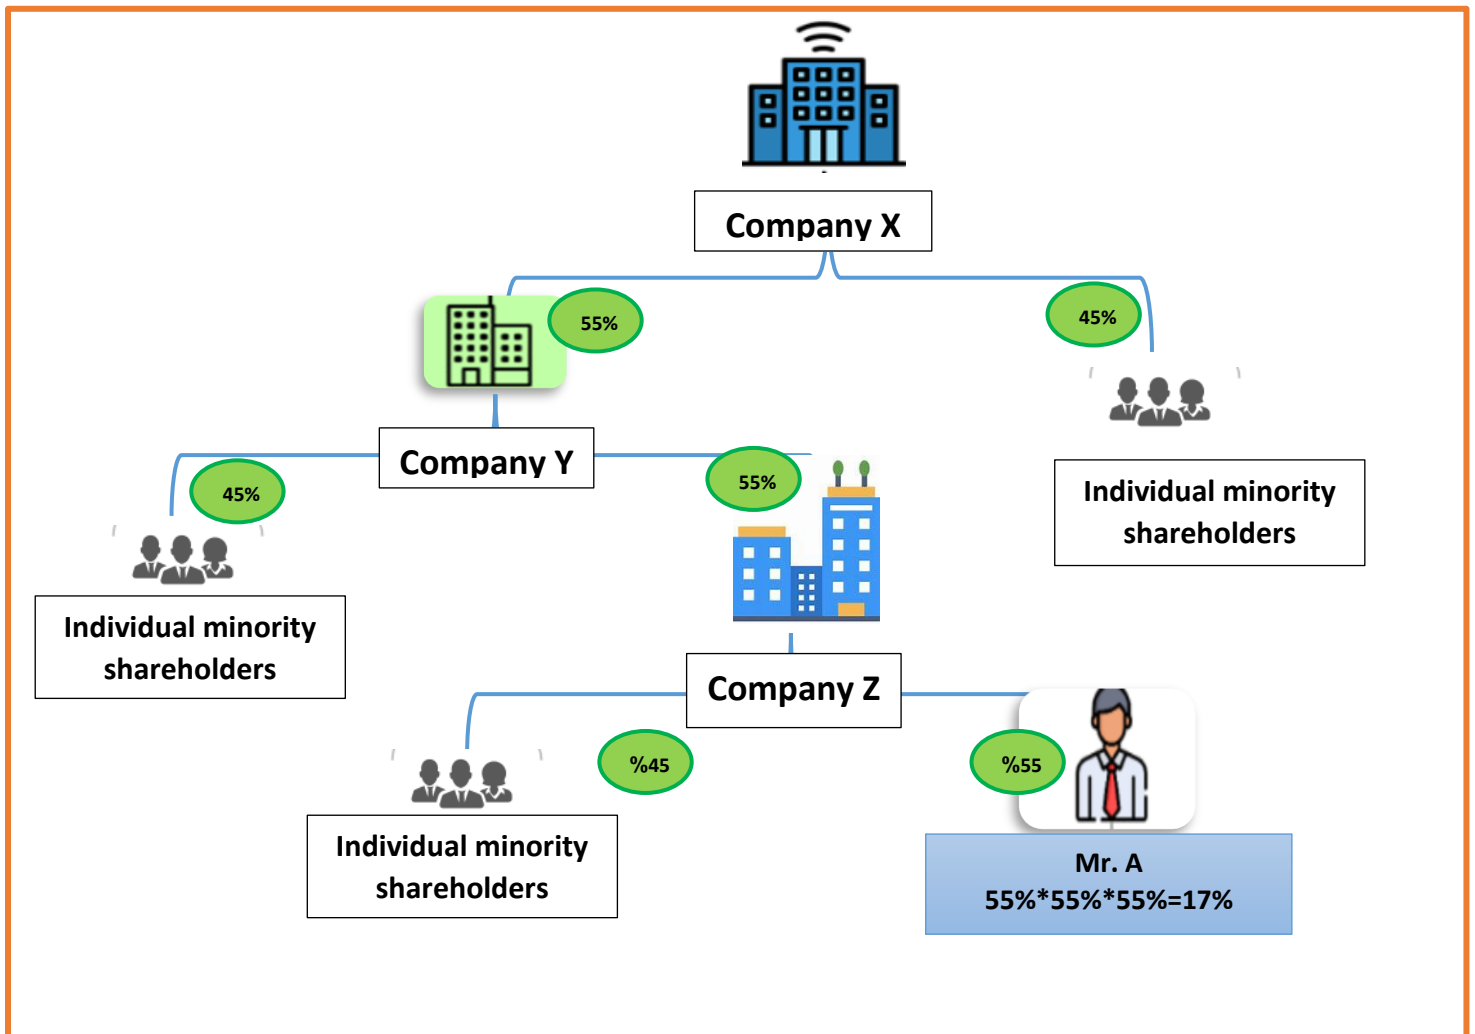 Company X
55%
45%
Company Y
45%
55%
Individual minority
shareholders
Individual minority
shareholders
Company Z
%45
%55
Individual minority
shareholders
Mr. A
55%*55%*55%=17%